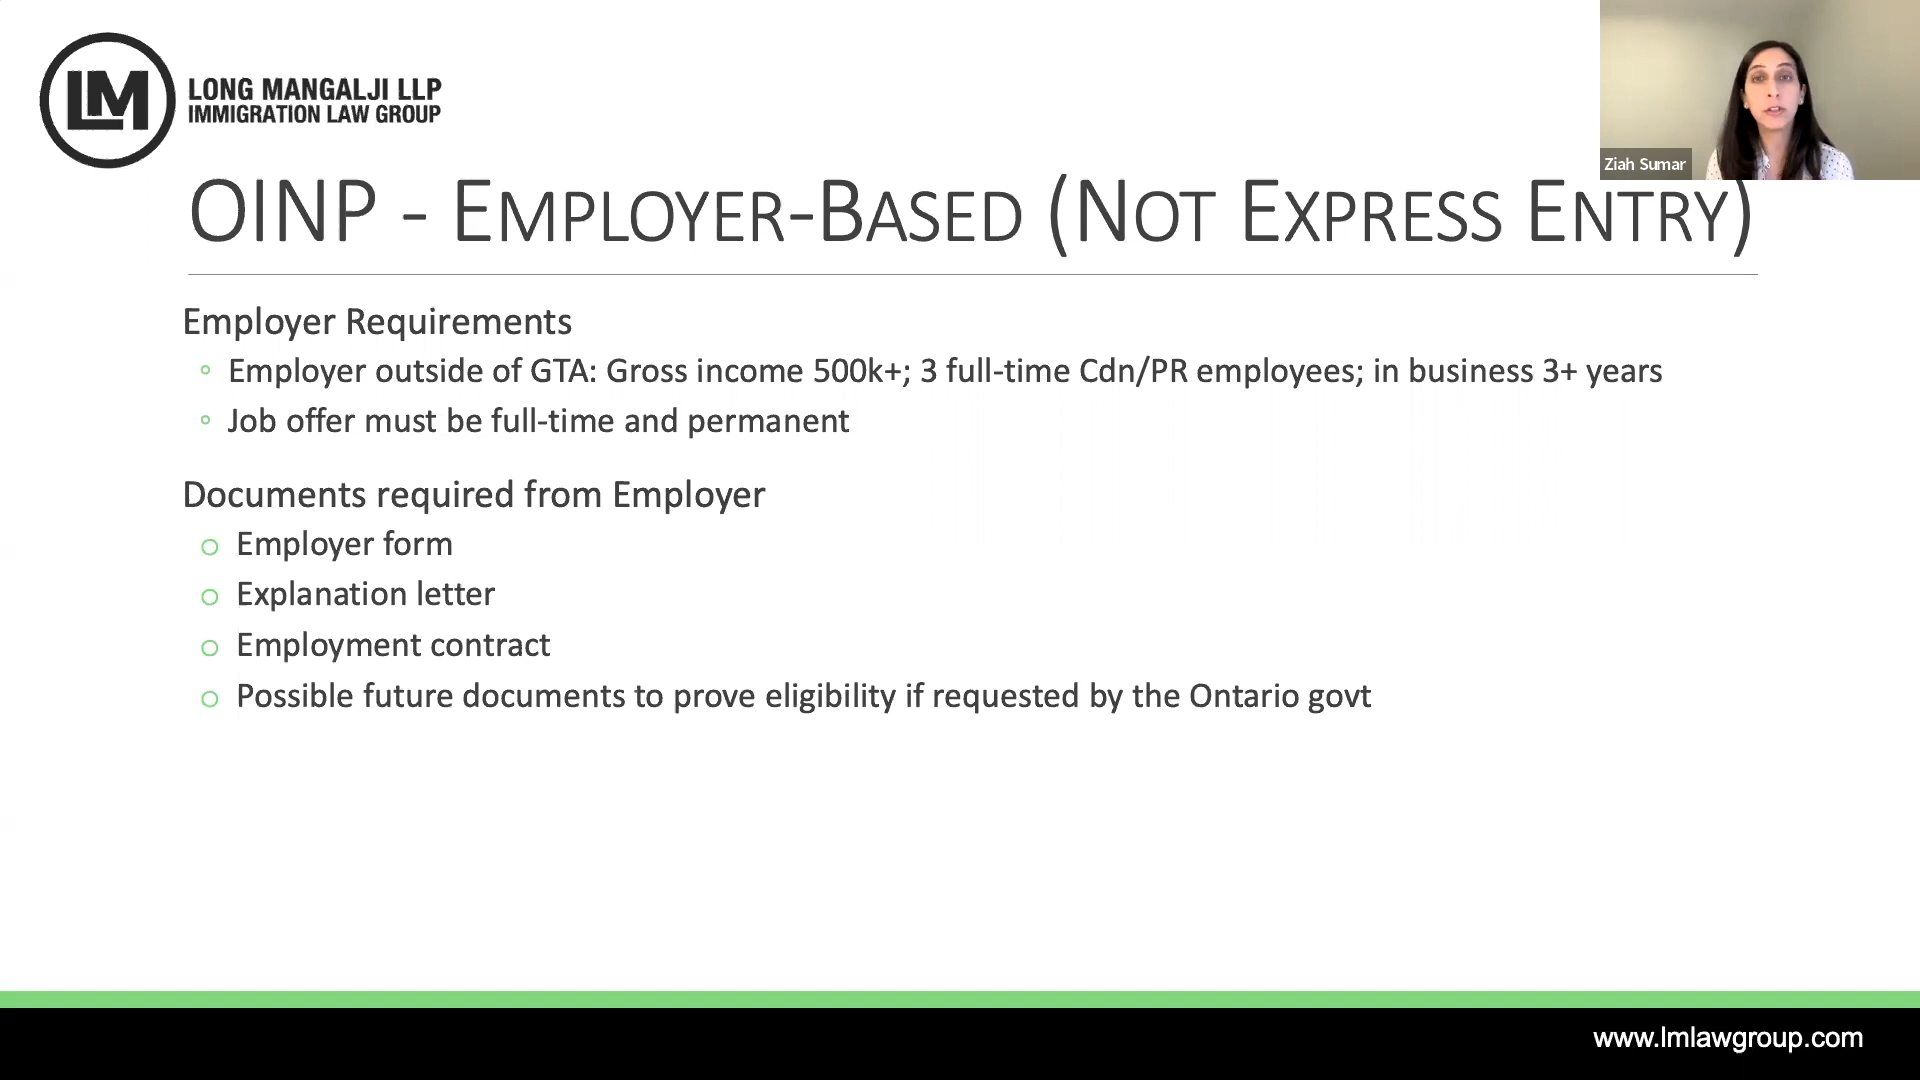 LM
LONG MANGALJI LLP
IMMIGRATION LAW GROUP
Ziah Sumar
OINP - EMPLOYER-BASED (NOT EXPRESS ENTRY)
Employer Requirements
Employer outside of GTA: Gross income 500k+; 3 full-time Cdn/PR employees; in business 3+ years
Job offer must be full-time and permanent
Documents required from Employer
Employer form
Explanation letter
Employment contract
Possible future documents to prove eligibility if requested by the Ontario govt
www.lmlawgroup.com